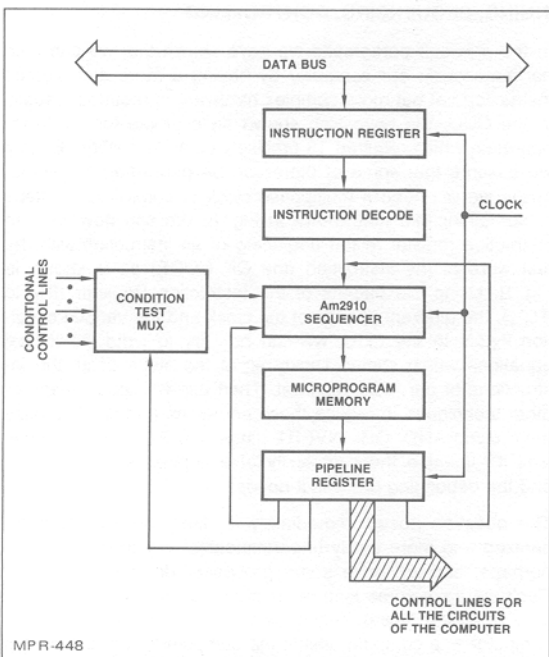 DATA BUS
INSTRUCTION REGISTER
INSTRUCTION DECODE
CLOCK
CONDITIONAL
CONTROL LINES
CONDITION
TEST
MUX
Am2910
SEQUENCER
MICROPROGRAM
MEMORY
PIPELINE
REGISTER
CONTROL LINES FOR
ALL THE CIRCUITS
OF THE COMPUTER
MPR-448